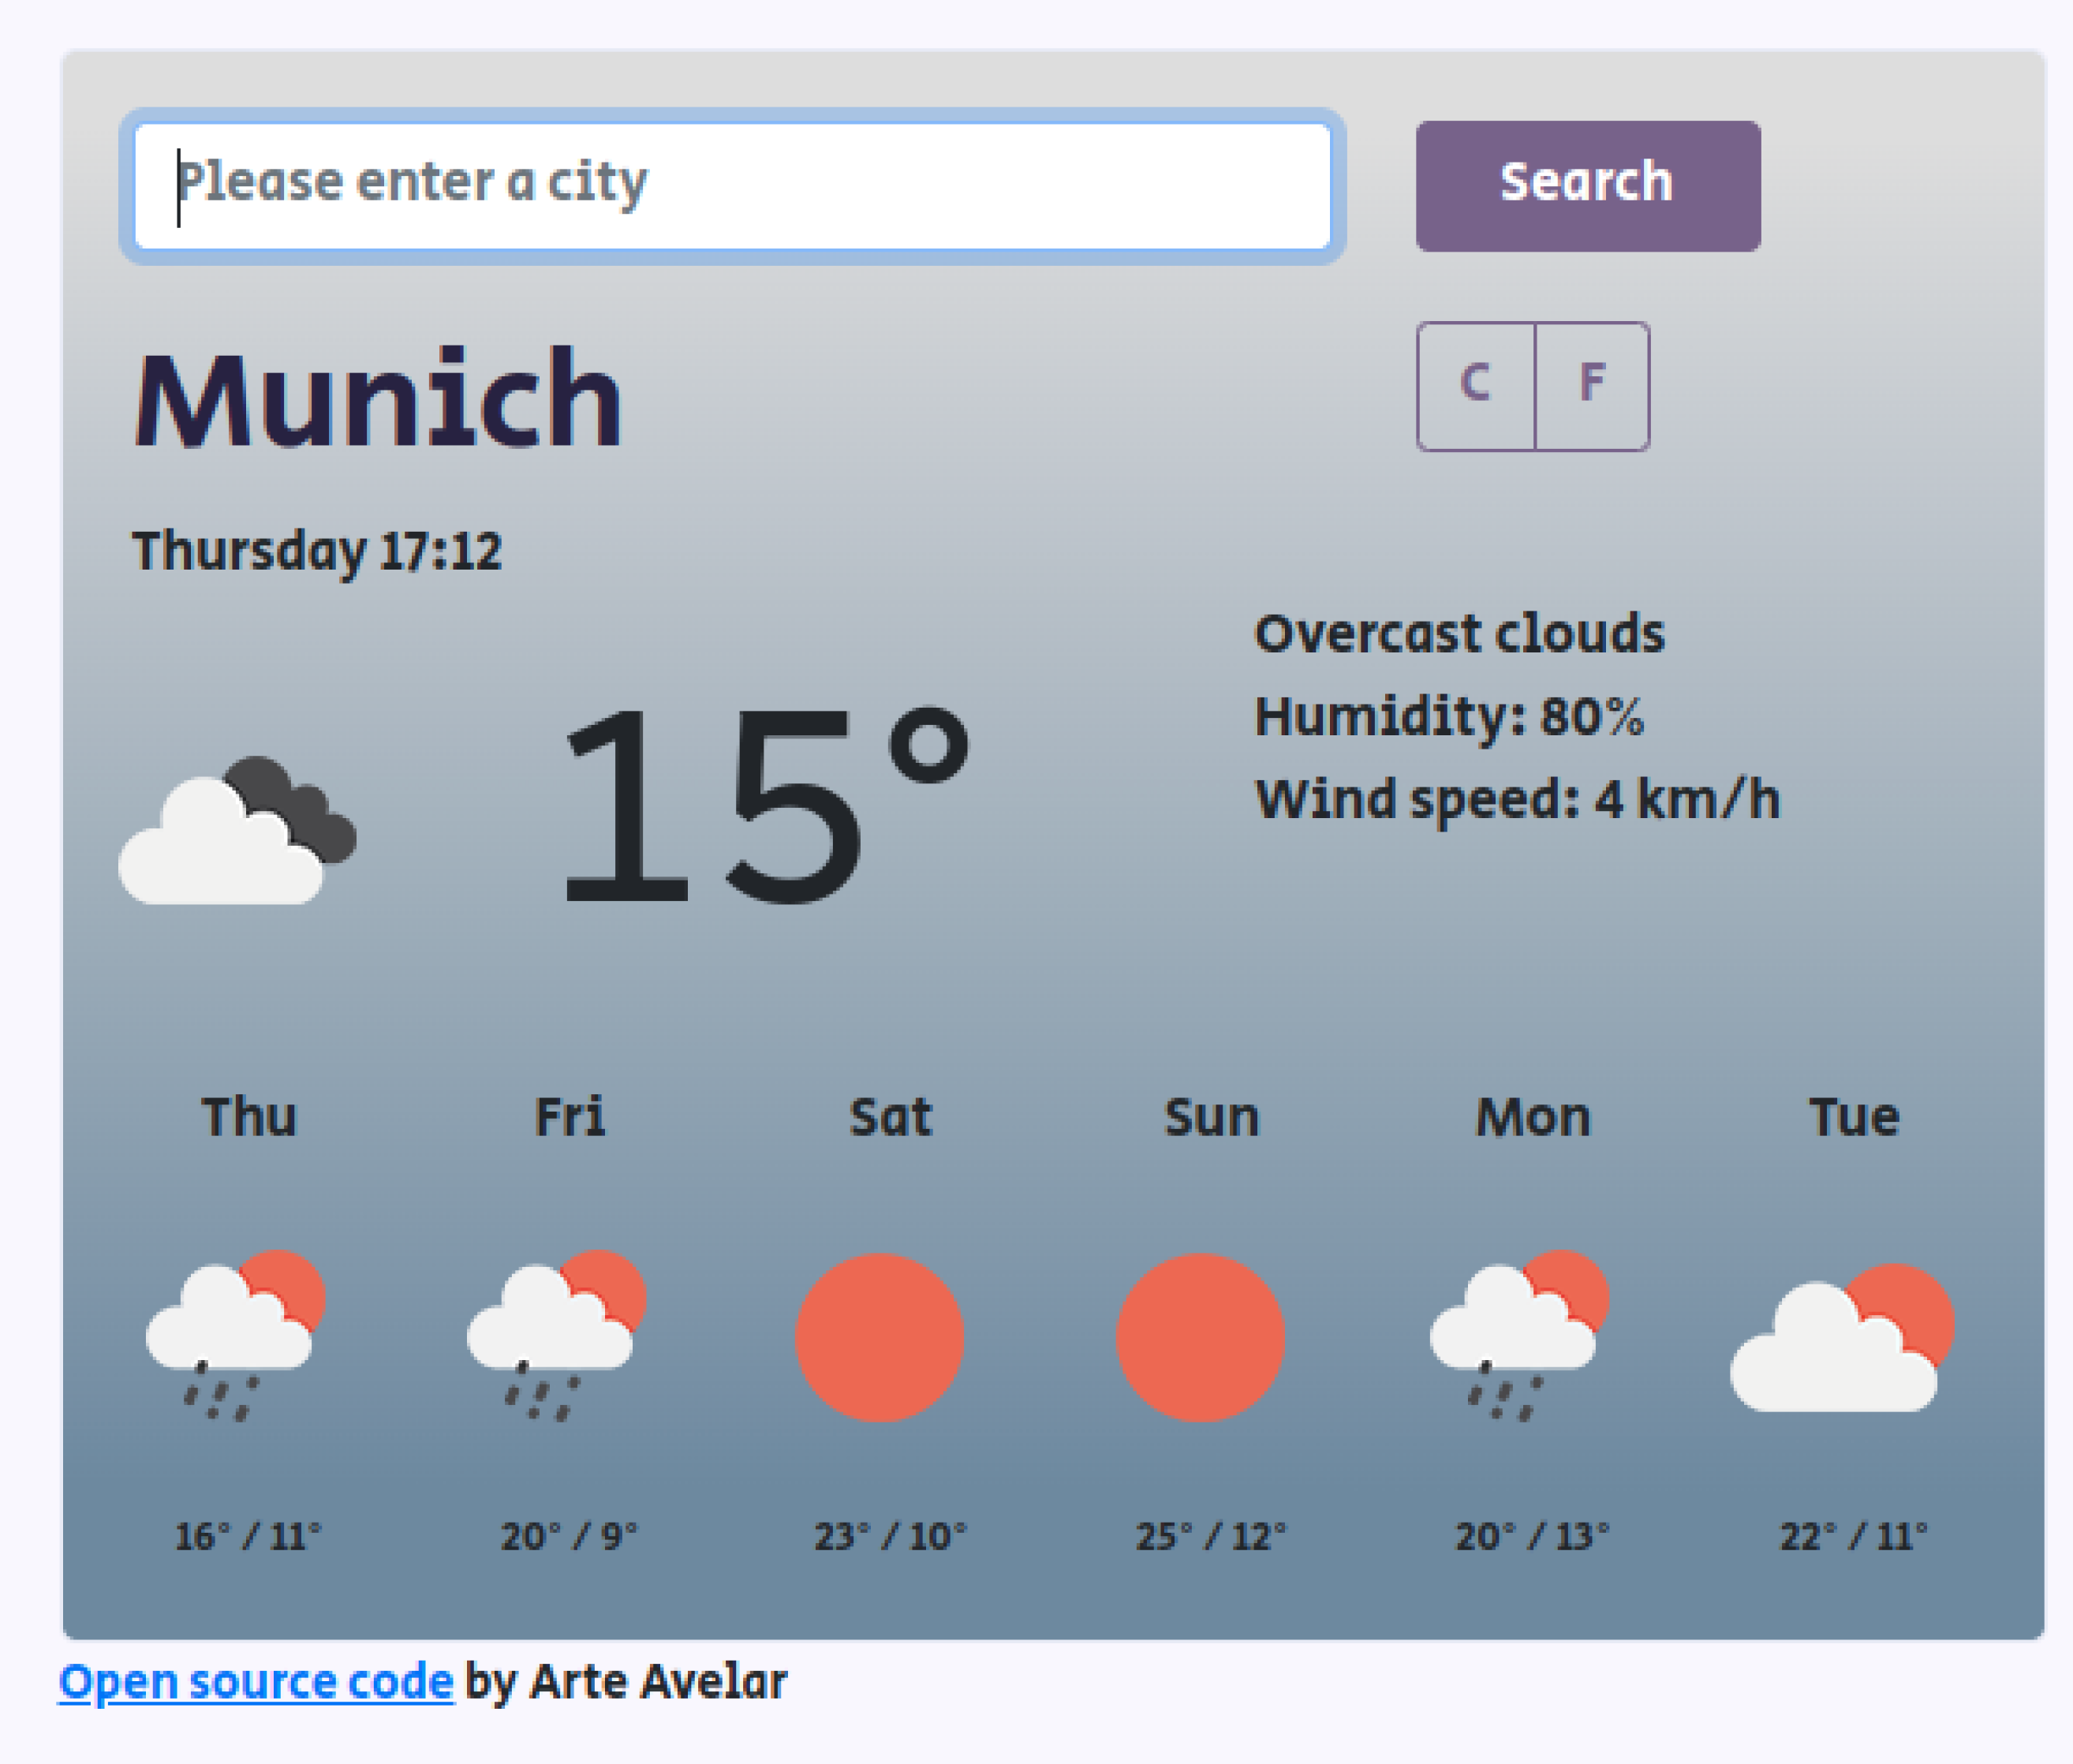 Please enter a city
Search
Munich
C F
Thursday 17:12
Overcast clouds
Humidity: 80%
Wind speed: 4 km/h
15°
Thu Fri Sat Sun Mon Tue
16° / 11° 20° / 9° 23° / 10° 25° / 12° 20° / 13° 22° / 11°
Open source code by Arte Avelar